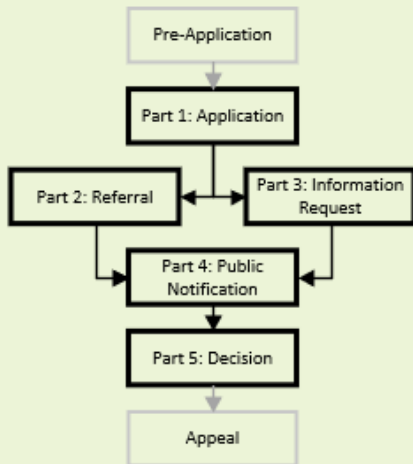 Pre-Application
Part 1: Application
Part 2: Referral
Part 3: Information
Request
Part 4: Public
Notification
Part 5: Decision
Appeal